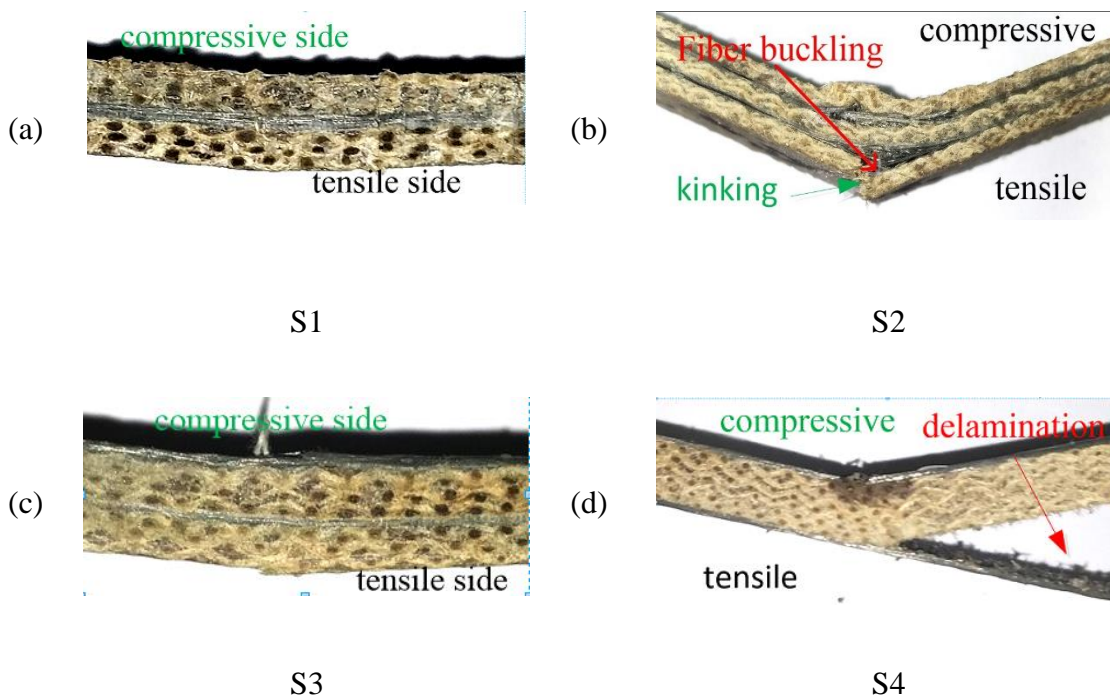 compressive side
(a)
tensile side
S1
compressive
Fiber buckling
(b)
kinking
tensile
S2
compressive side
(c)
tensile side
S3
compressive
delamination
(d)
tensile
S4